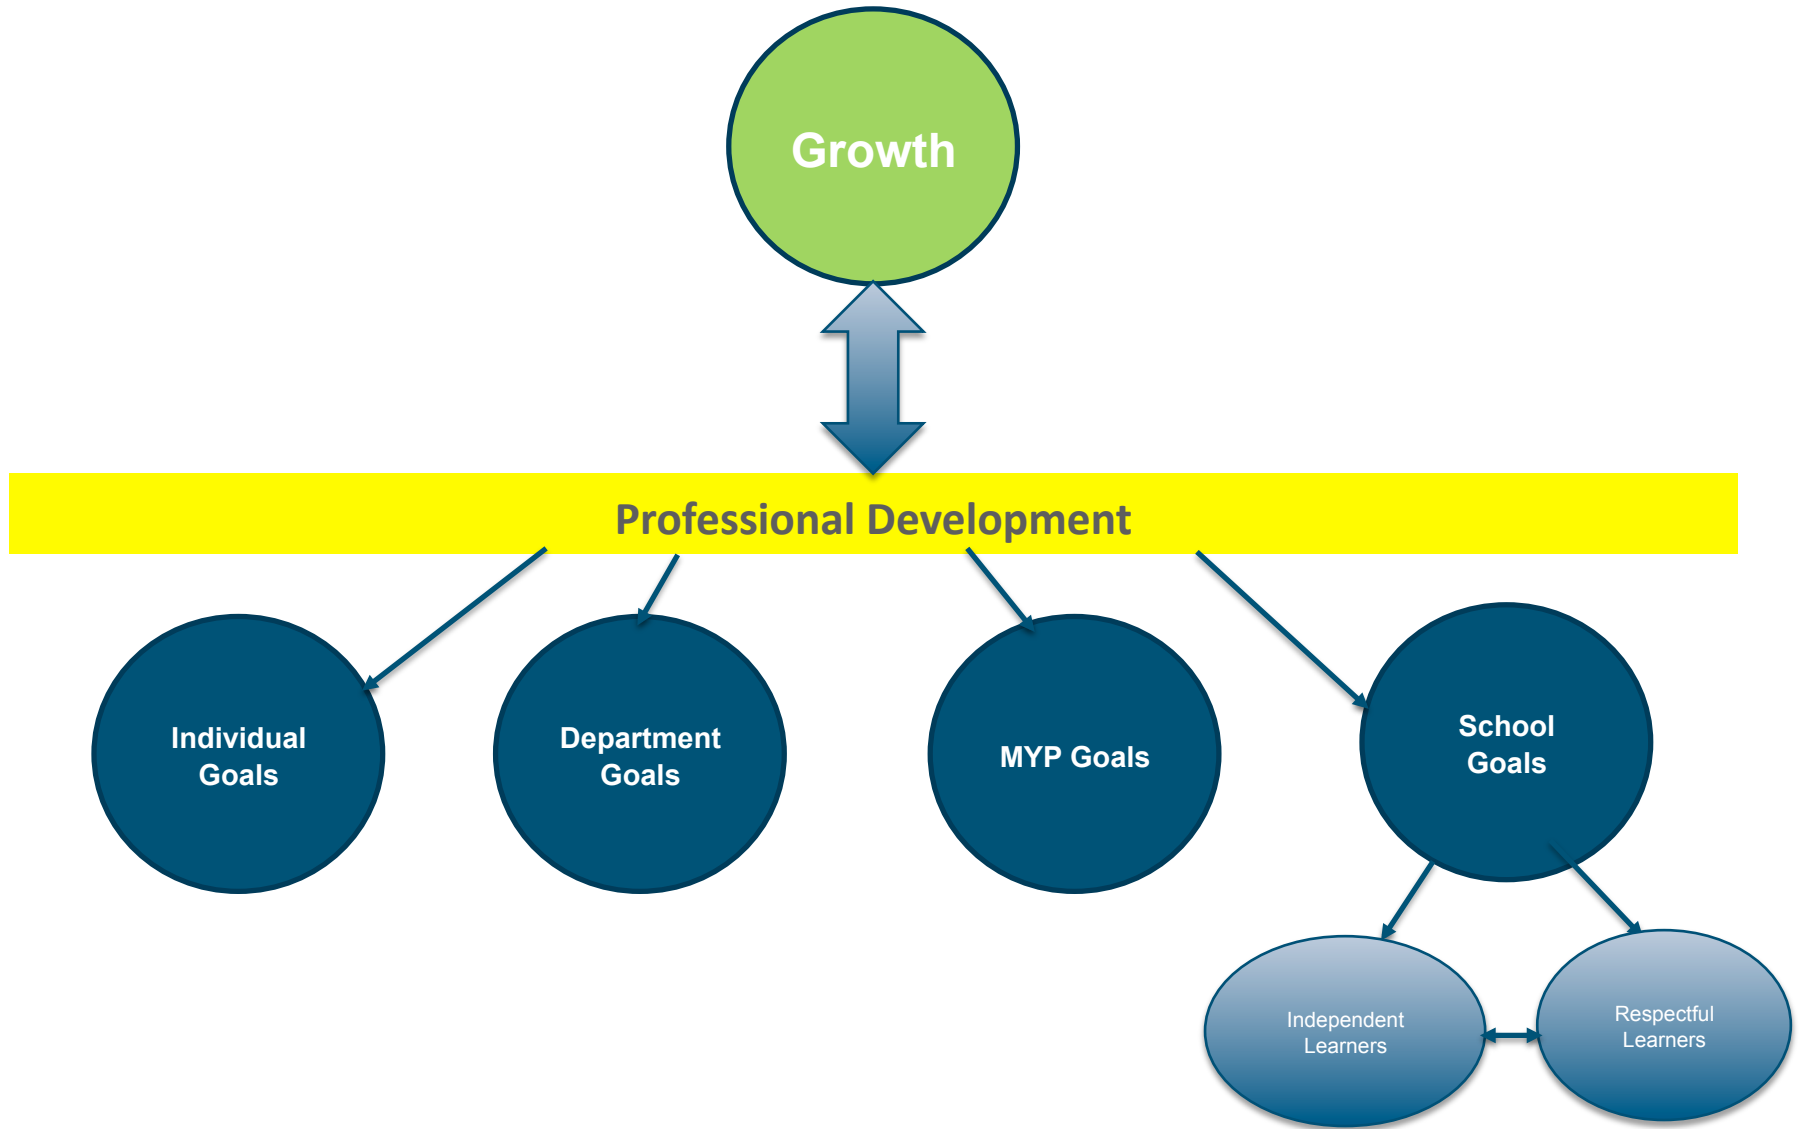 Growth
Professional Development
Individual
Goals
Department
Goals
MYP Goals
School
Goals
Independent
Learners
Respectful
Learners